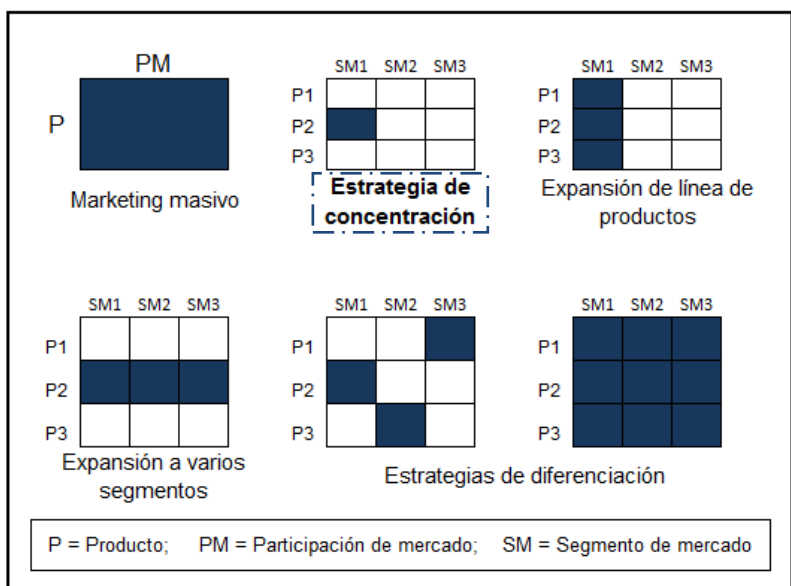 PM
P
Marketing masivo
SM1 SM2 SM3
P1
P2
P3
Estrategia de
concentración
SM1 SM2 SM3
P1
P2
P3
Expansión de línea de
productos
SM1 SM2 SM3
P1
P2
P3
Expansión a varios
segmentos
SM1 SM2 SM3
P1
P2
P3
SM1 SM2 SM3
P1
P2
P3
Estrategias de diferenciación
P = Producto; PM = Participación de mercado; SM = Segmento de mercado